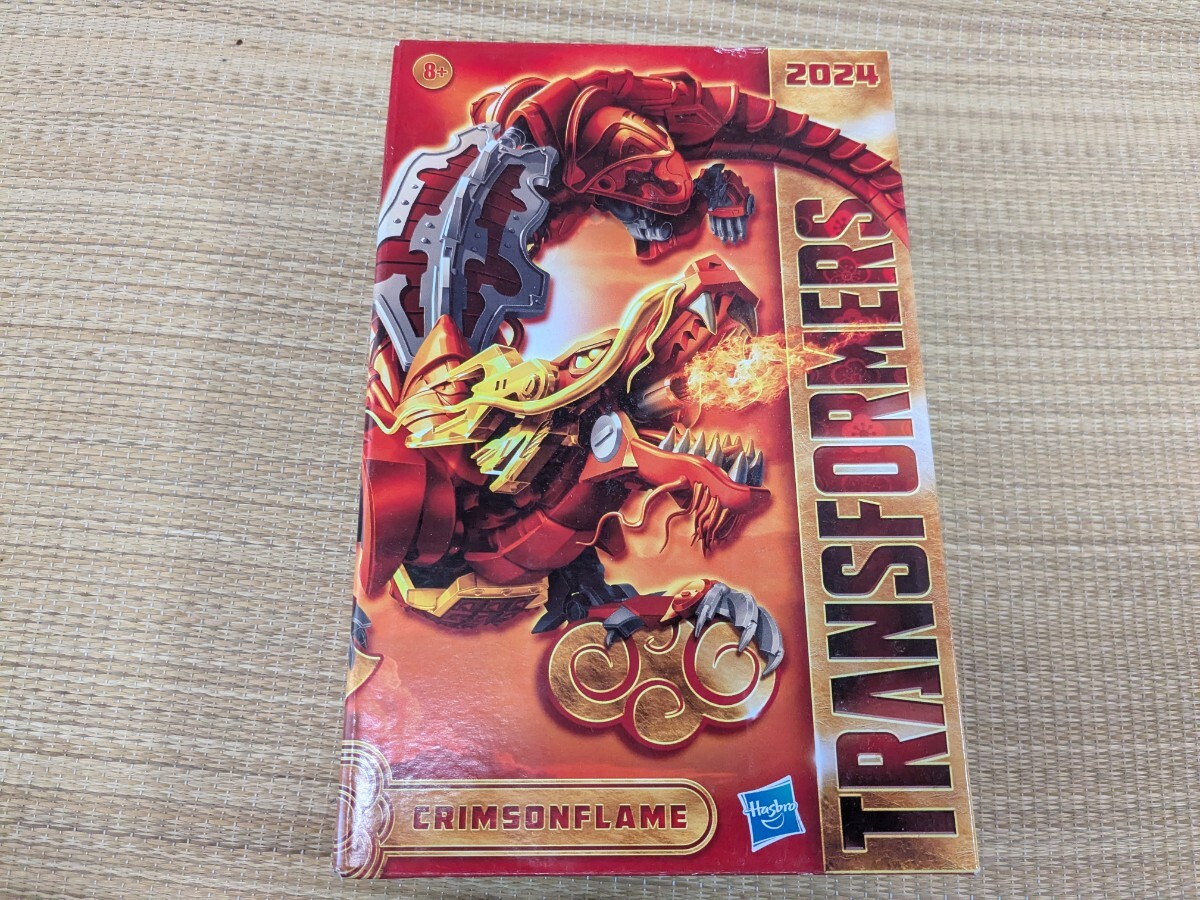 8+
2024
TRANSFORMERS
CRIMSONFLAME
Hasbro